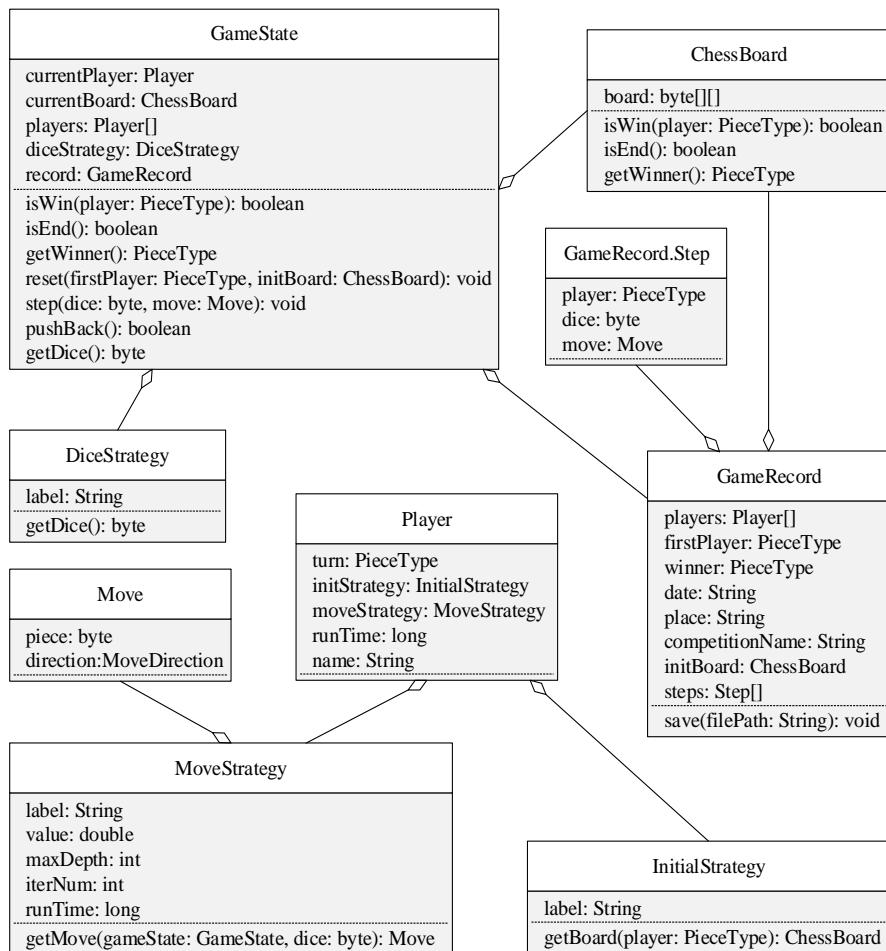 GameState
currentPlayer: Player
currentBoard: ChessBoard
players: Player[]
diceStrategy: DiceStrategy
record: GameRecord
isWin(player: PieceType): boolean
isEnd(): boolean
getWinner(): PieceType
reset(firstPlayer: PieceType, initBoard: ChessBoard): void
step(dice: byte, move: Move): void
pushBack(): boolean
getDice(): byte
ChessBoard
board: byte[][]
isWin(player: PieceType): boolean
isEnd(): boolean
getWinner(): PieceType
GameRecord.Step
player: PieceType
dice: byte
move: Move
DiceStrategy
label: String
getDice(): byte
Player
turn: PieceType
initStrategy: InitialStrategy
moveStrategy: MoveStrategy
runTime: long
name: String
GameRecord
players: Player[]
firstPlayer: PieceType
winner: PieceType
date: String
place: String
competitionName: String
initBoard: ChessBoard
steps: Step[]
save(filePath: String): void
Move
piece: byte
direction:MoveDirection
MoveStrategy
label: String
value: double
maxDepth: int
iterNum: int
runTime: long
getMove(gameState: GameState, dice: byte): Move
InitialStrategy
label: String
getBoard(player: PieceType): ChessBoard